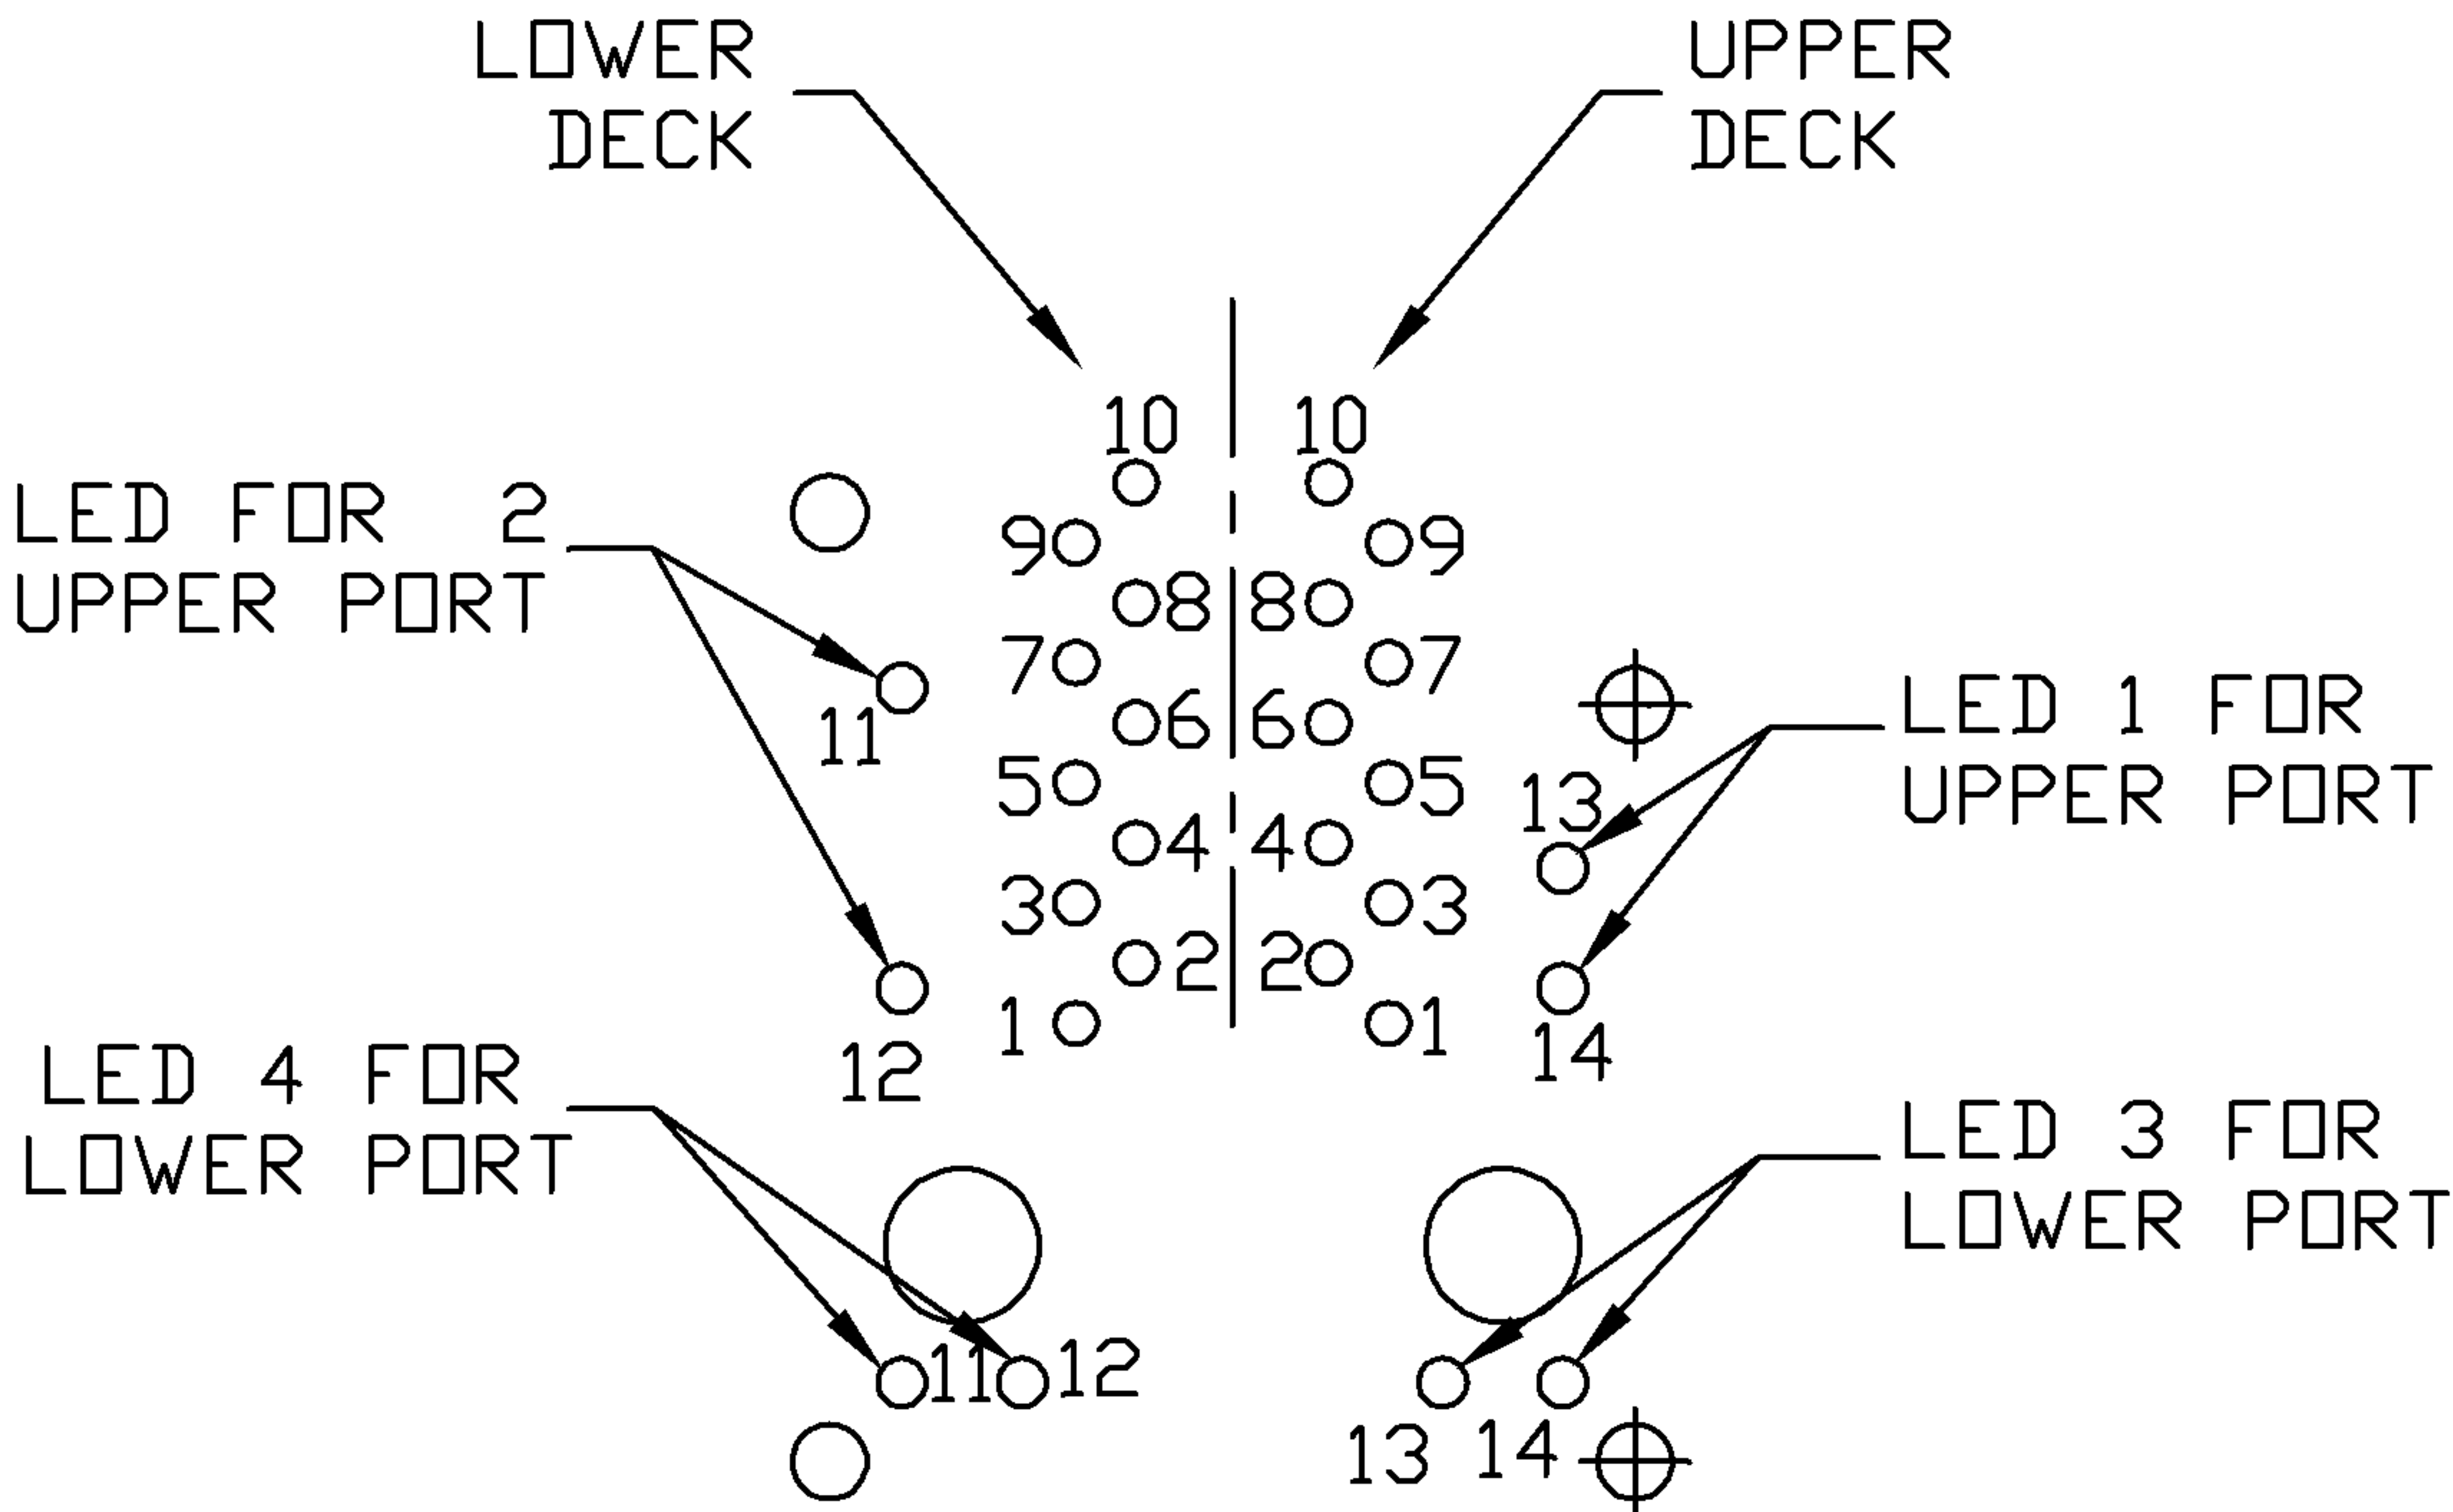 LOWER
DECK
UPPER
DECK
10 10
LED FOR 2
UPPER PORT
9 9
8 8
7 7
11
6 6
LED 1 FOR
UPPER PORT
5 5
13
4 4
3 3
2 2
1 1
12
14
LED 4 FOR
LOWER PORT
LED 3 FOR
LOWER PORT
11 12
13 14